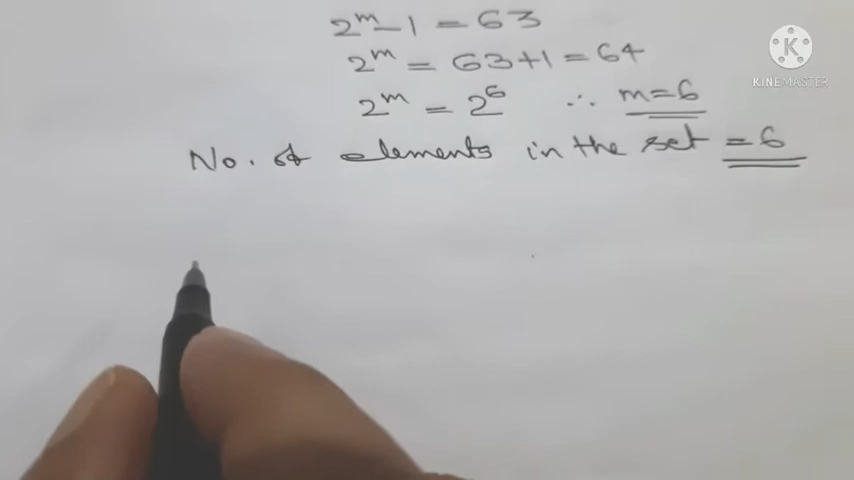 2^m - 1 = 63
2^m = 63+1 = 64
2^m = 2^6 ∴ m=6
No. of elements in the set = 6
K
KINEMASTER